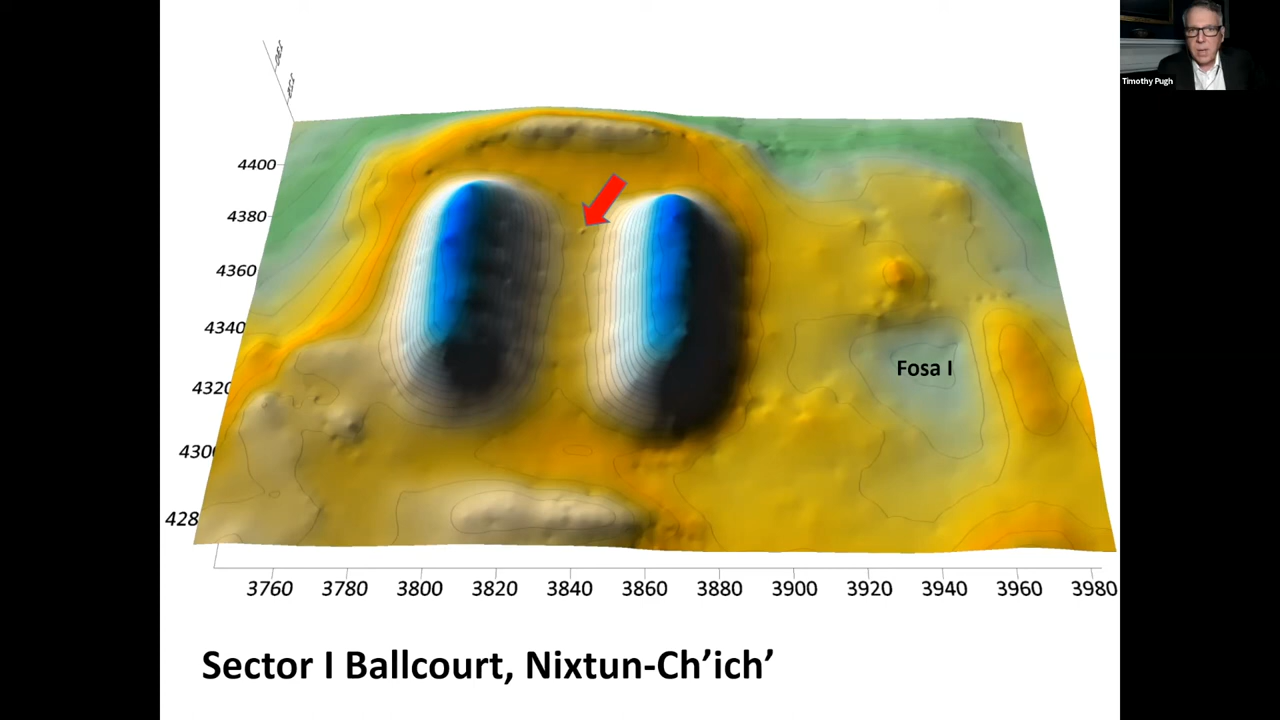 Timothy Pugh
4400
4380
4360
4340
4320
Fosa I
4300
428
3760 3780 3800 3820 3840 3860 3880 3900 3920 3940 3960 3980
Sector I Ballcourt, Nixtun-Ch’ich’